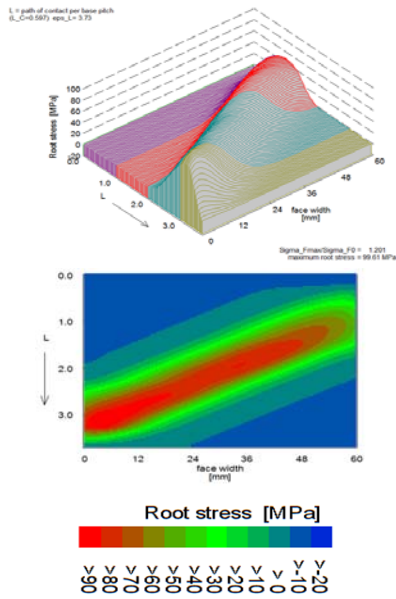 L = path of contact per base pitch
(L_C=0.597) eps_L= 3.73
Root stress [MPa]
100
80
60
40
20
0
-20
0.0
1.0
2.0
3.0
L
0
12
24
36
48
60
face width
[mm]
Sigma_Fmax/Sigma_F0 = 1.201
maximum root stress = 99.61 MPa
0.0
1.0
2.0
3.0
L
0 12 24 36 48 60
face width
[mm]
Root stress [MPa]
>90 >80 >70 >60 >50 >40 >30 >20 >10 >0 >-10 >-20